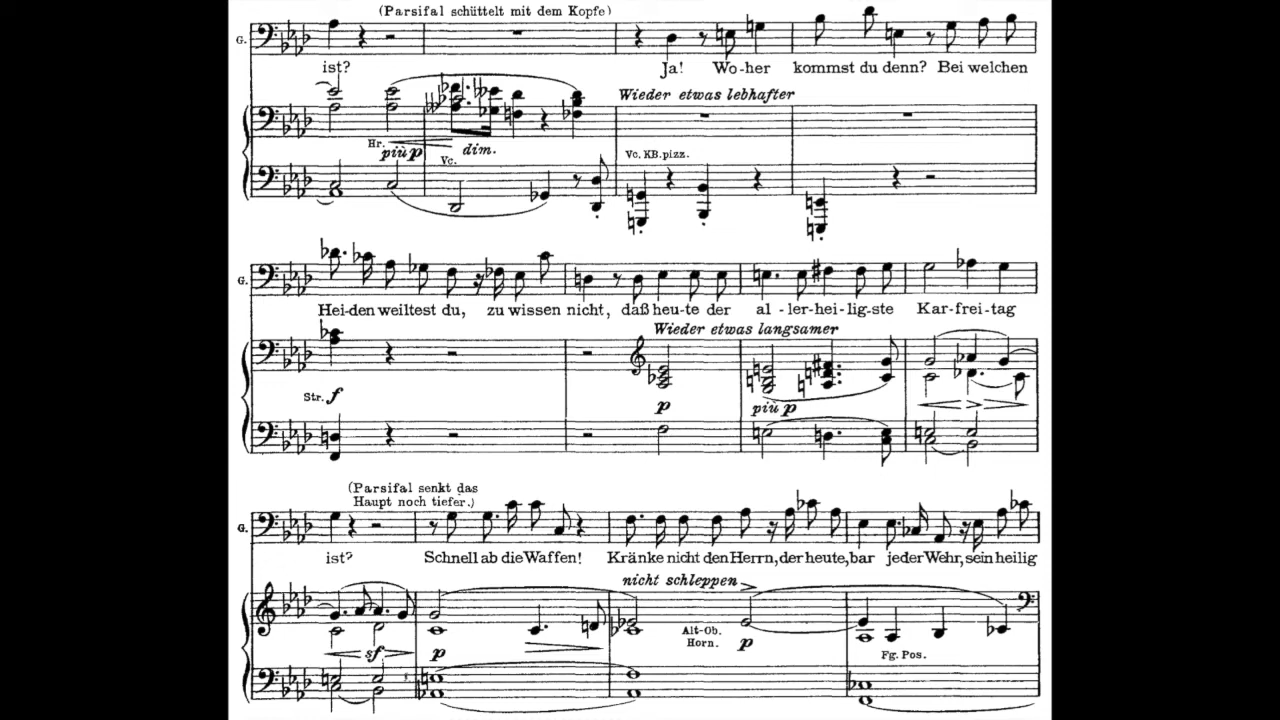 (Parsifal schüttelt mit dem Kopfe)
G.
ist? Ja! Wo-her kommst du denn? Bei welchen
Wieder etwas lebhafter
Hr. più p dim.
Vc. Vc. KB. pizz.
G.
Hei-den weiltest du, zu wissen nicht, daß heu-te der al-ler-hei-lig-ste Kar-frei-tag
Wieder etwas langsamer
Str. f p più p
(Parsifal senkt das
Haupt noch tiefer.)
G.
ist? Schnell ab die Waffen! Kränke nicht den Herrn, der heute, bar jeder Wehr, sein heilig
nicht schleppen
sf p Alt-Ob. p
Horn.
Fg. Pos.